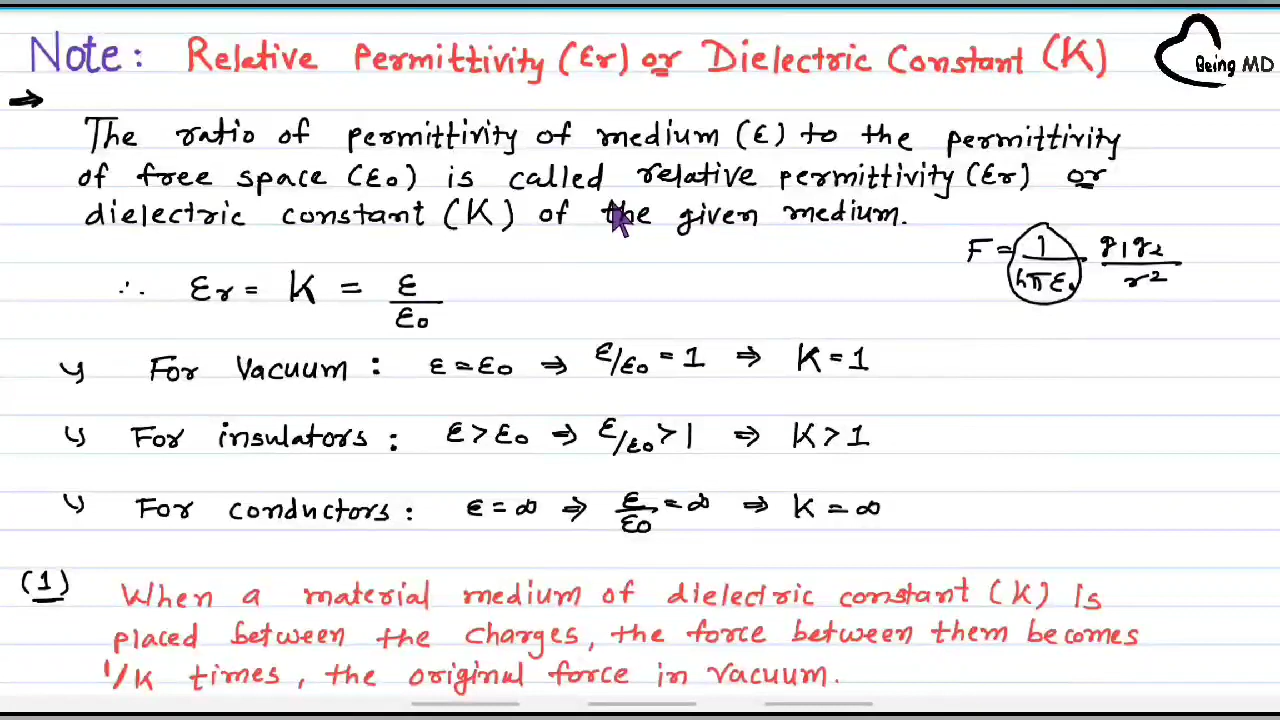 Note: Relative Permittivity (εr) or Dielectric Constant (K)
Being MD
⇒
The ratio of permittivity of medium (ε) to the permittivity
of free space (ε0) is called relative permittivity (εr) or
dielectric constant (K) of the given medium.
F = 1/4πε0 q1q2/r²
∴ εr = K = ε/ε0
↪ For Vacuum : ε = ε0 ⇒ ε/ε0 = 1 ⇒ K = 1
↪ For insulators : ε > ε0 ⇒ ε/ε0 > 1 ⇒ K > 1
↪ For conductors : ε = ∞ ⇒ ε/ε0 = ∞ ⇒ K = ∞
(1) When a material medium of dielectric constant (K) Is
placed between the charges, the force between them becomes
1/K times, the original force in vacuum.